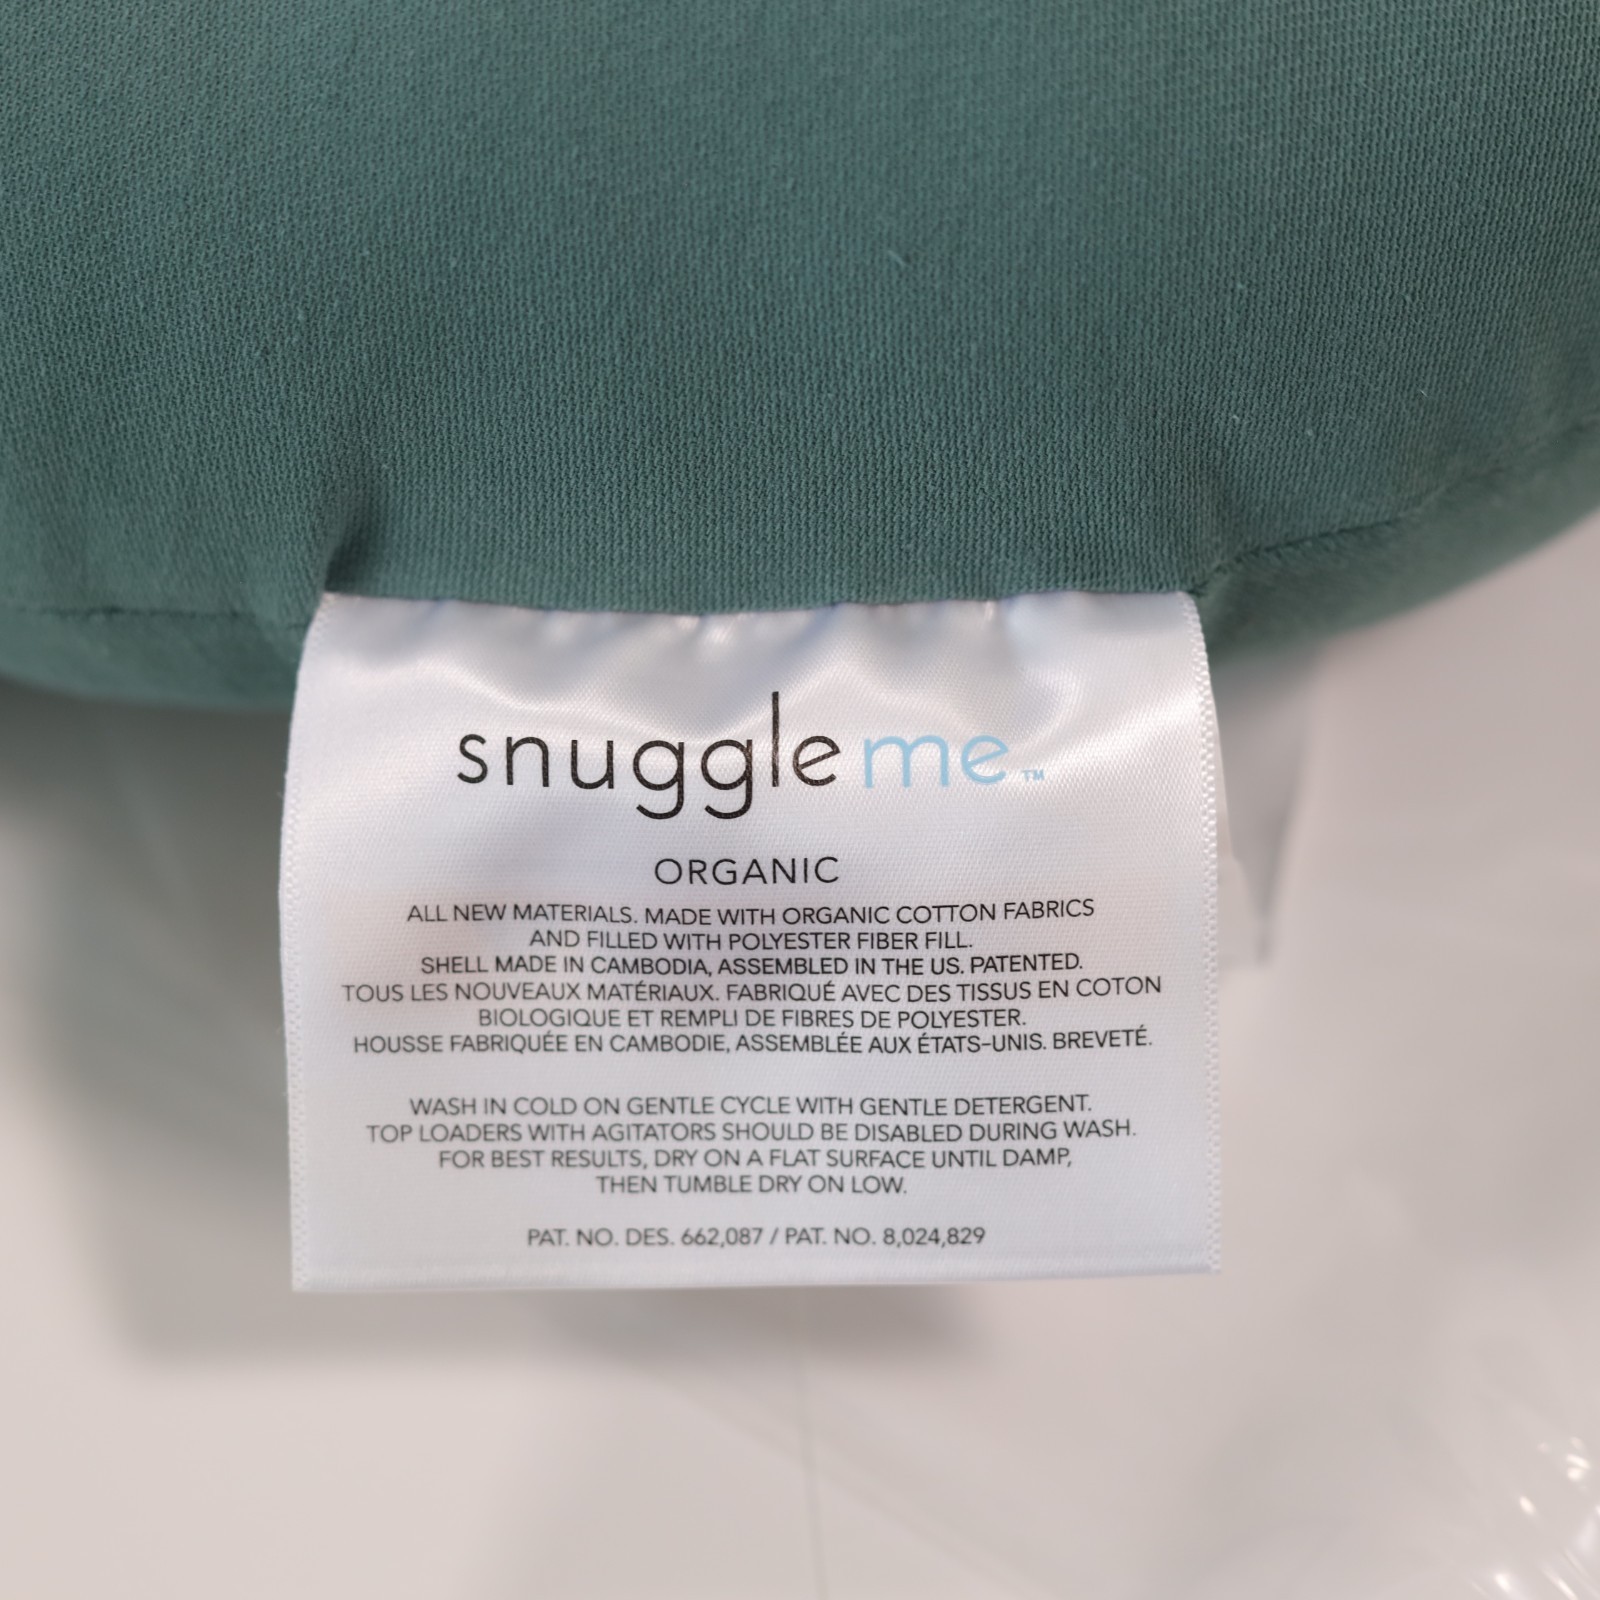 snuggle me™
ORGANIC
ALL NEW MATERIALS. MADE WITH ORGANIC COTTON FABRICS
AND FILLED WITH POLYESTER FIBER FILL.
SHELL MADE IN CAMBODIA, ASSEMBLED IN THE US. PATENTED.
TOUS LES NOUVEAUX MATÉRIAUX. FABRIQUÉ AVEC DES TISSUS EN COTON
BIOLOGIQUE ET REMPLI DE FIBRES DE POLYESTER.
HOUSSE FABRIQUÉE EN CAMBODIE, ASSEMBLÉE AUX ÉTATS-UNIS. BREVETÉ.
WASH IN COLD ON GENTLE CYCLE WITH GENTLE DETERGENT.
TOP LOADERS WITH AGITATORS SHOULD BE DISABLED DURING WASH.
FOR BEST RESULTS, DRY ON A FLAT SURFACE UNTIL DAMP,
THEN TUMBLE DRY ON LOW.
PAT. NO. DES. 662,087 / PAT. NO. 8,024,829